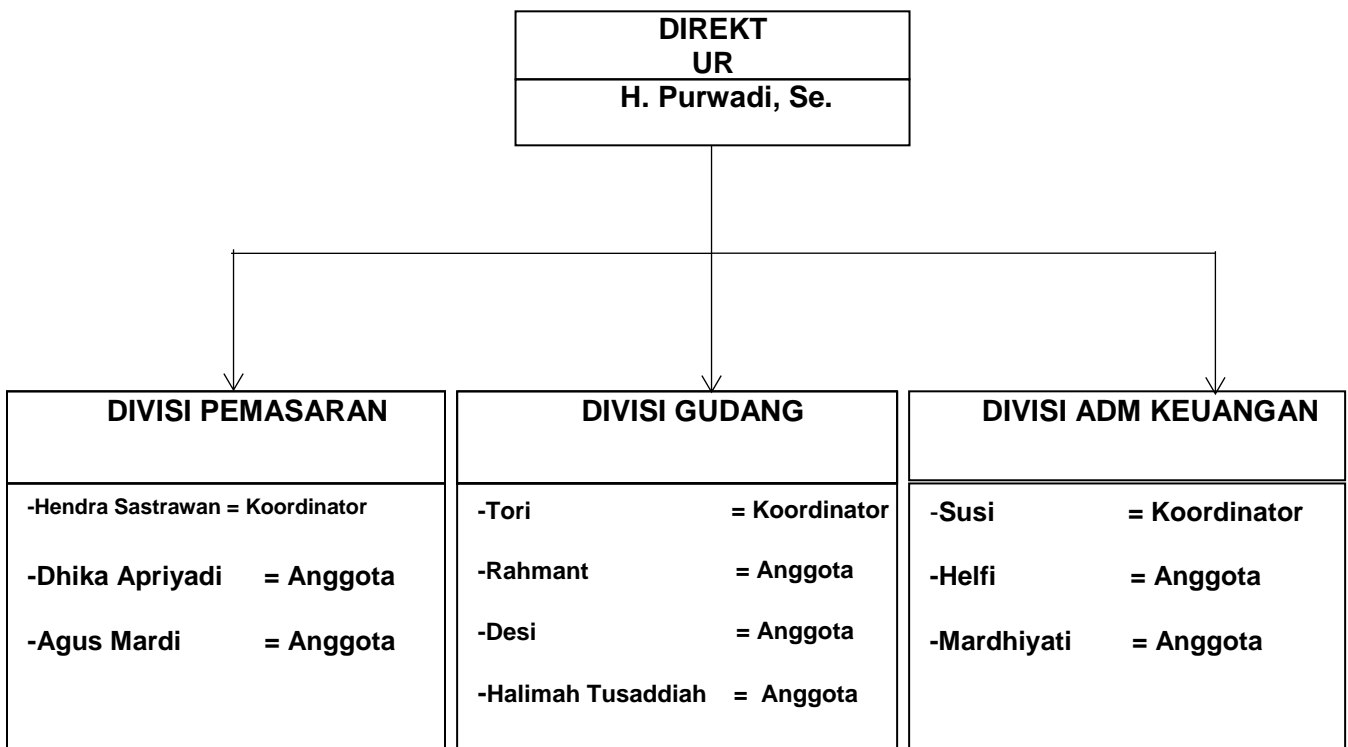 DIREKT
UR
H. Purwadi, Se.
DIVISI PEMASARAN
-Hendra Sastrawan = Koordinator
-Dhika Apriyadi = Anggota
-Agus Mardi = Anggota
DIVISI GUDANG
-Tori = Koordinator
-Rahmant = Anggota
-Desi = Anggota
-Halimah Tusaddiah = Anggota
DIVISI ADM KEUANGAN
-Susi = Koordinator
-Helfi = Anggota
-Mardhiyati = Anggota